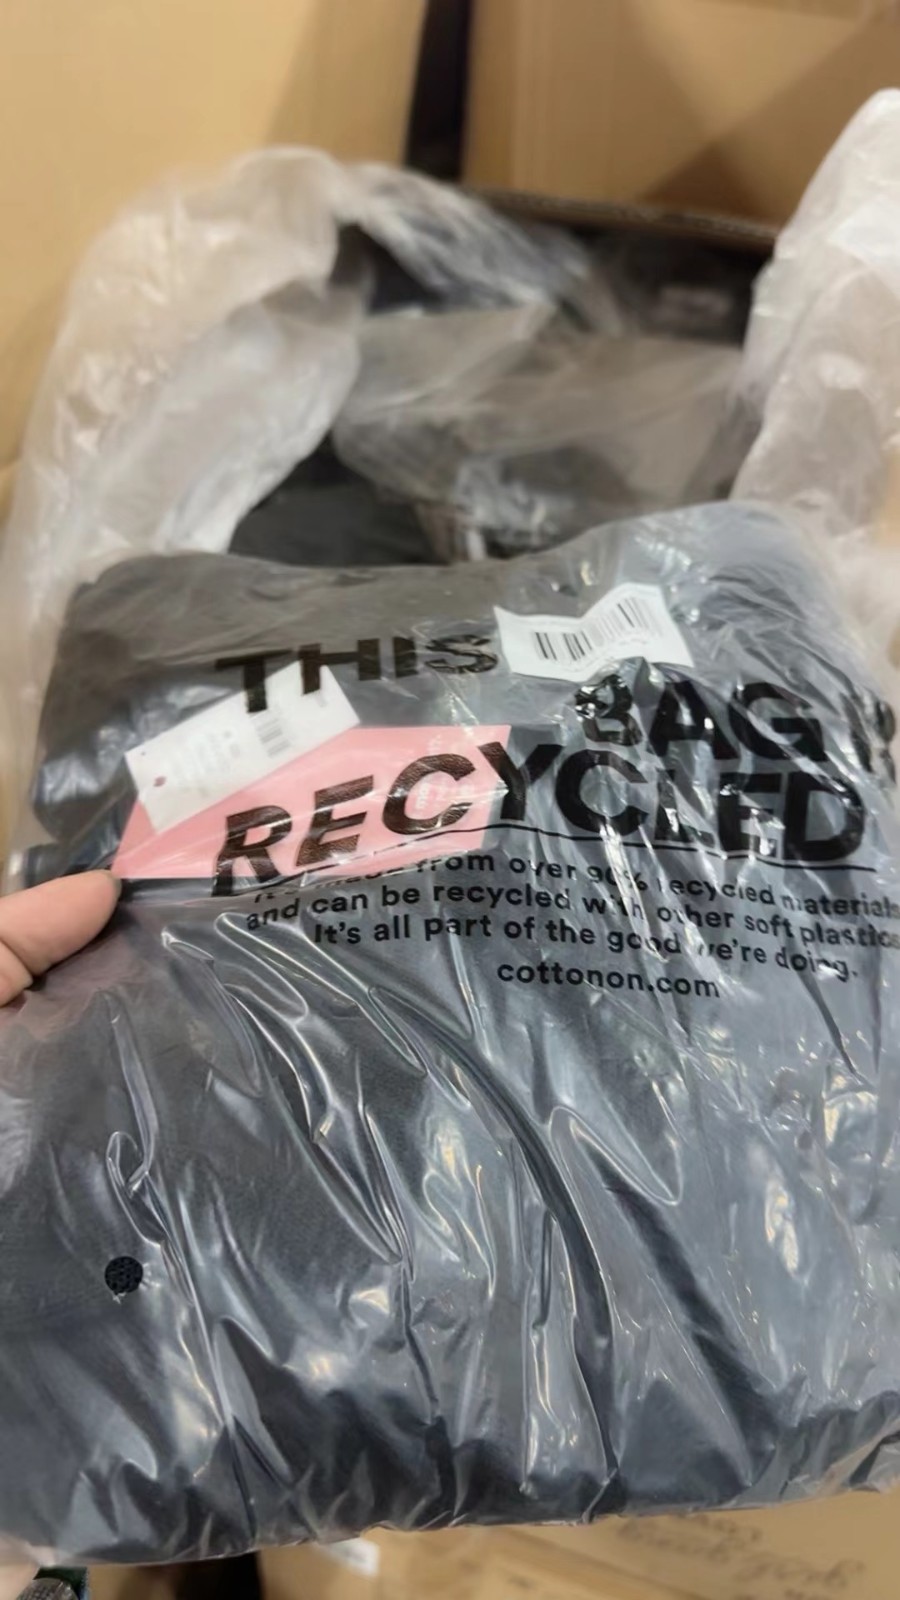 THIS
BAG
RECYCLED
from over 90% recycled materials
and can be recycled with other soft plastics
It's all part of the good we're doing.
cottonon.com